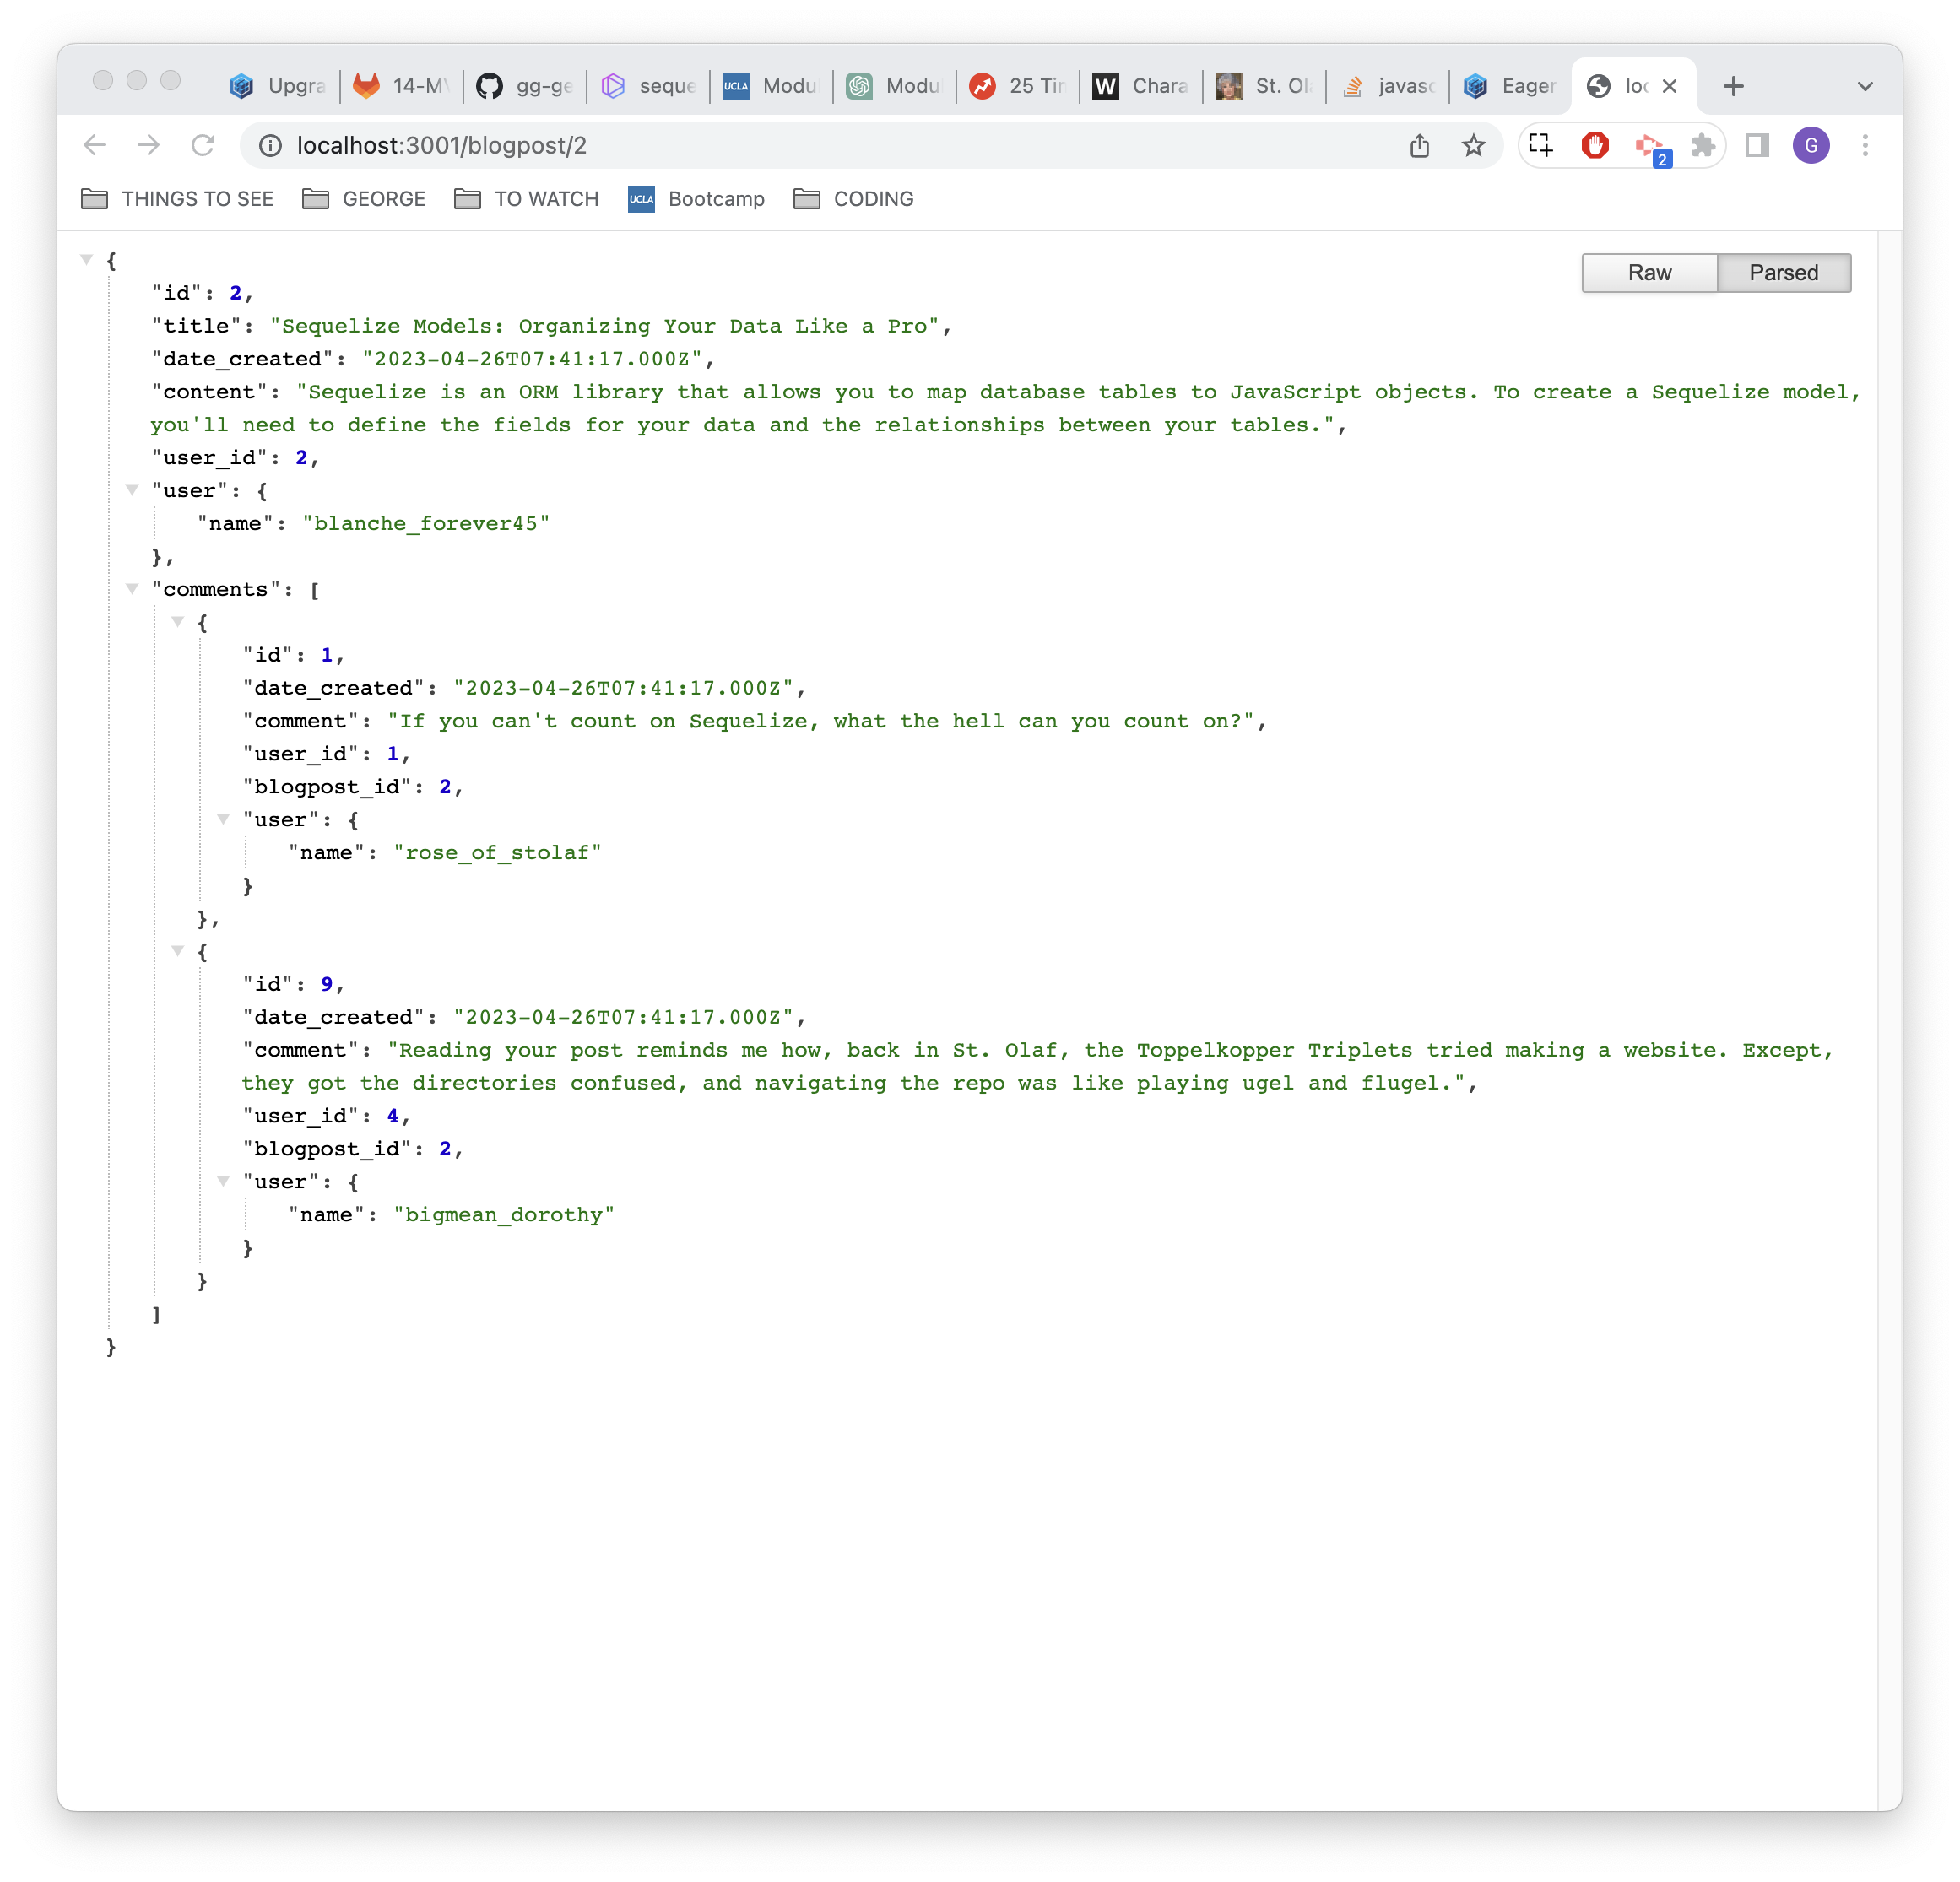 Upgra 14-M gg-ge seque UCLA Modu Modu 25 Tir W Chara St. Ol javasc Eager loc
localhost:3001/blogpost/2 2 G
THINGS TO SEE GEORGE TO WATCH UCLA Bootcamp CODING
Raw Parsed
{
"id": 2,
"title": "Sequelize Models: Organizing Your Data Like a Pro",
"date_created": "2023-04-26T07:41:17.000Z",
"content": "Sequelize is an ORM library that allows you to map database tables to JavaScript objects. To create a Sequelize model,
you'll need to define the fields for your data and the relationships between your tables.",
"user_id": 2,
"user": {
"name": "blanche_forever45"
},
"comments": [
{
"id": 1,
"date_created": "2023-04-26T07:41:17.000Z",
"comment": "If you can't count on Sequelize, what the hell can you count on?",
"user_id": 1,
"blogpost_id": 2,
"user": {
"name": "rose_of_stolaf"
}
},
{
"id": 9,
"date_created": "2023-04-26T07:41:17.000Z",
"comment": "Reading your post reminds me how, back in St. Olaf, the Toppelkopper Triplets tried making a website. Except,
they got the directories confused, and navigating the repo was like playing ugel and flugel.",
"user_id": 4,
"blogpost_id": 2,
"user": {
"name": "bigmean_dorothy"
}
}
]
}